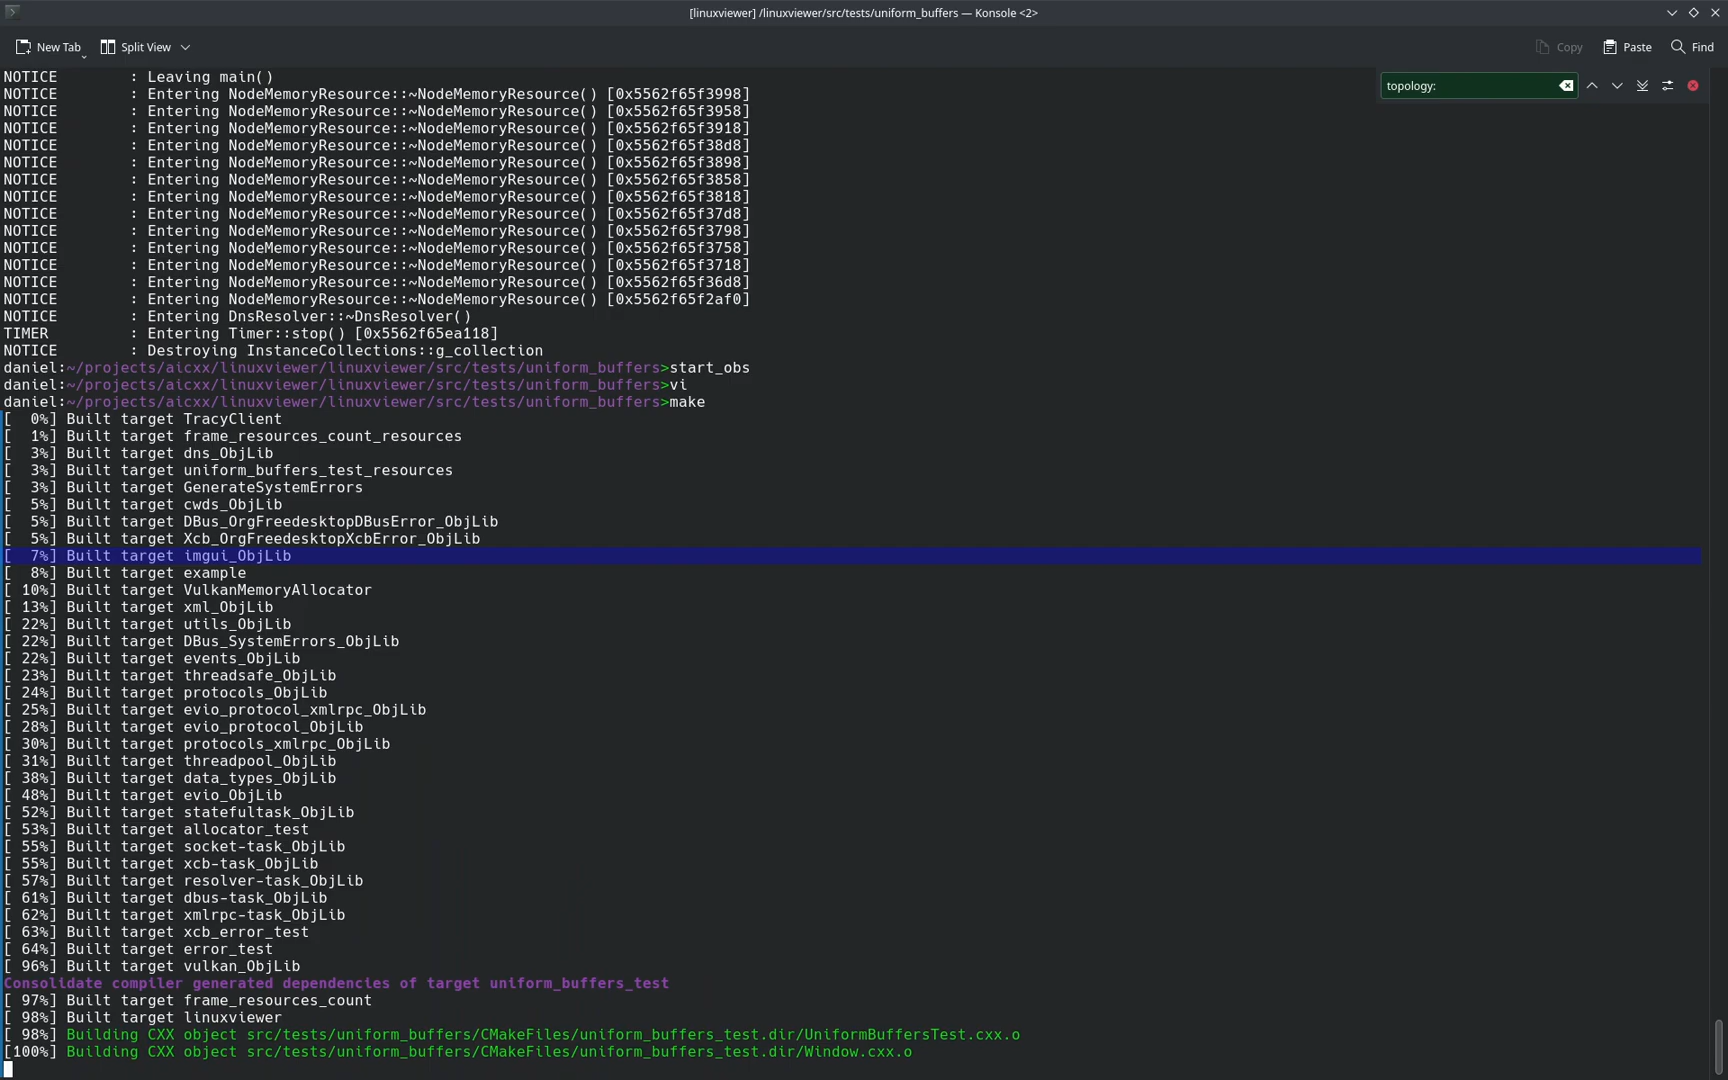 [linuxviewer] /linuxviewer/src/tests/uniform_buffers — Konsole <2>
New Tab Split View Copy Paste Find
topology:
NOTICE        : Leaving main()
NOTICE        : Entering NodeMemoryResource::~NodeMemoryResource() [0x5562f65f3998]
NOTICE        : Entering NodeMemoryResource::~NodeMemoryResource() [0x5562f65f3958]
NOTICE        : Entering NodeMemoryResource::~NodeMemoryResource() [0x5562f65f3918]
NOTICE        : Entering NodeMemoryResource::~NodeMemoryResource() [0x5562f65f38d8]
NOTICE        : Entering NodeMemoryResource::~NodeMemoryResource() [0x5562f65f3898]
NOTICE        : Entering NodeMemoryResource::~NodeMemoryResource() [0x5562f65f3858]
NOTICE        : Entering NodeMemoryResource::~NodeMemoryResource() [0x5562f65f3818]
NOTICE        : Entering NodeMemoryResource::~NodeMemoryResource() [0x5562f65f37d8]
NOTICE        : Entering NodeMemoryResource::~NodeMemoryResource() [0x5562f65f3798]
NOTICE        : Entering NodeMemoryResource::~NodeMemoryResource() [0x5562f65f3758]
NOTICE        : Entering NodeMemoryResource::~NodeMemoryResource() [0x5562f65f3718]
NOTICE        : Entering NodeMemoryResource::~NodeMemoryResource() [0x5562f65f36d8]
NOTICE        : Entering NodeMemoryResource::~NodeMemoryResource() [0x5562f65f2af0]
NOTICE        : Entering DnsResolver::~DnsResolver()
TIMER         : Entering Timer::stop() [0x5562f65ea118]
NOTICE        : Destroying InstanceCollections::g_collection
daniel:~/projects/aicxx/linuxviewer/linuxviewer/src/tests/uniform_buffers>start_obs
daniel:~/projects/aicxx/linuxviewer/linuxviewer/src/tests/uniform_buffers>vi
daniel:~/projects/aicxx/linuxviewer/linuxviewer/src/tests/uniform_buffers>make
[  0%] Built target TracyClient
[  1%] Built target frame_resources_count_resources
[  3%] Built target dns_ObjLib
[  3%] Built target uniform_buffers_test_resources
[  3%] Built target GenerateSystemErrors
[  5%] Built target cwds_ObjLib
[  5%] Built target DBus_OrgFreedesktopDBusError_ObjLib
[  5%] Built target Xcb_OrgFreedesktopXcbError_ObjLib
[  7%] Built target imgui_ObjLib
[  8%] Built target example
[ 10%] Built target VulkanMemoryAllocator
[ 13%] Built target xml_ObjLib
[ 22%] Built target utils_ObjLib
[ 22%] Built target DBus_SystemErrors_ObjLib
[ 22%] Built target events_ObjLib
[ 23%] Built target threadsafe_ObjLib
[ 24%] Built target protocols_ObjLib
[ 25%] Built target evio_protocol_xmlrpc_ObjLib
[ 28%] Built target evio_protocol_ObjLib
[ 30%] Built target protocols_xmlrpc_ObjLib
[ 31%] Built target threadpool_ObjLib
[ 38%] Built target data_types_ObjLib
[ 48%] Built target evio_ObjLib
[ 52%] Built target statefultask_ObjLib
[ 53%] Built target allocator_test
[ 55%] Built target socket-task_ObjLib
[ 55%] Built target xcb-task_ObjLib
[ 57%] Built target resolver-task_ObjLib
[ 61%] Built target dbus-task_ObjLib
[ 62%] Built target xmlrpc-task_ObjLib
[ 63%] Built target xcb_error_test
[ 64%] Built target error_test
[ 96%] Built target vulkan_ObjLib
Consolidate compiler generated dependencies of target uniform_buffers_test
[ 97%] Built target frame_resources_count
[ 98%] Built target linuxviewer
[ 98%] Building CXX object src/tests/uniform_buffers/CMakeFiles/uniform_buffers_test.dir/UniformBuffersTest.cxx.o
[100%] Building CXX object src/tests/uniform_buffers/CMakeFiles/uniform_buffers_test.dir/Window.cxx.o